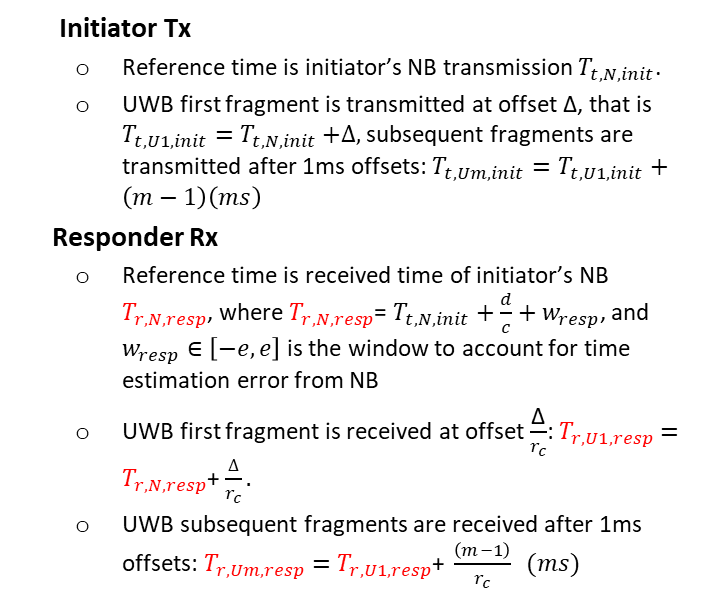 Initiator Tx
○ Reference time is initiator's NB transmission T_{t,N,init}.
○ UWB first fragment is transmitted at offset Δ, that is
T_{t,U1,init} = T_{t,N,init} +Δ, subsequent fragments are
transmitted after 1ms offsets: T_{t,Um,init} = T_{t,U1,init} +
(m − 1)(ms)
Responder Rx
○ Reference time is received time of initiator's NB
T_{r,N,resp}, where T_{r,N,resp}= T_{t,N,init} + \frac{d}{c} + w_{resp}, and
w_{resp} ∈ [−e, e] is the window to account for time
estimation error from NB
○ UWB first fragment is received at offset \frac{Δ}{r_c}: T_{r,U1,resp} =
T_{r,N,resp}+ \frac{Δ}{r_c}.
○ UWB subsequent fragments are received after 1ms
offsets: T_{r,Um,resp} = T_{r,U1,resp}+ \frac{(m−1)}{r_c} (ms)